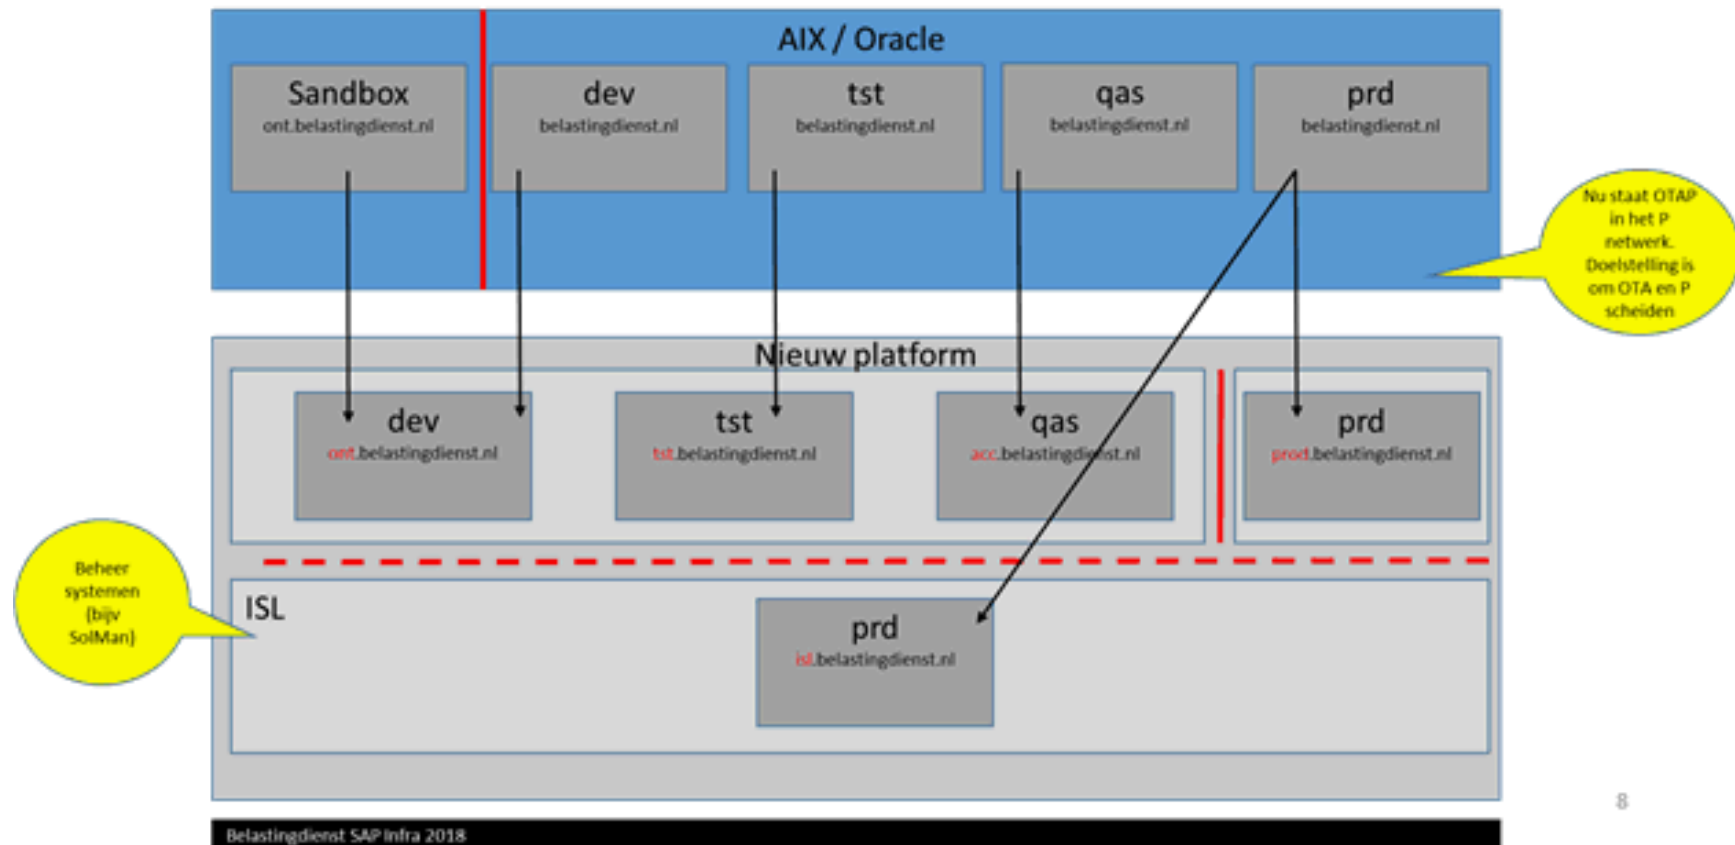 AIX / Oracle
Sandbox
ont.belastingdienst.nl
dev
belastingdienst.nl
tst
belastingdienst.nl
qas
belastingdienst.nl
prd
belastingdienst.nl
Nu staat OTAP
in het P
netwerk.
Doelstelling is
om OTA en P
scheiden
Nieuw platform
dev
ont.belastingdienst.nl
tst
tst.belastingdienst.nl
qas
acc.belastingdienst.nl
prd
prod.belastingdienst.nl
Beheer
systemen
(bijv
SolMan)
ISL
prd
isl.belastingdienst.nl
8
Belastingdienst SAP Infra 2018